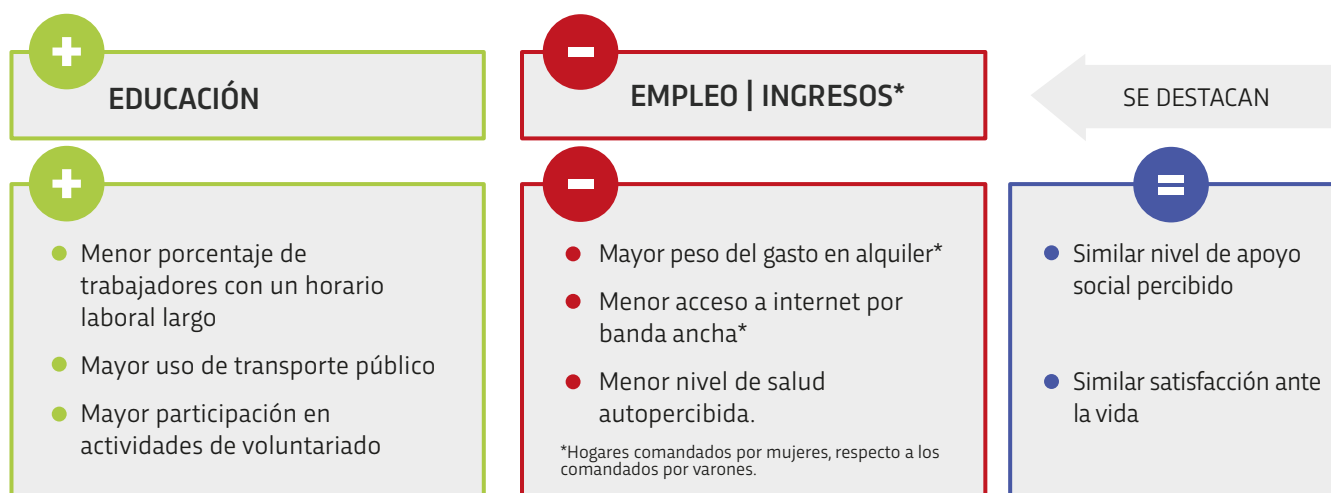 EDUCACIÓN
EMPLEO | INGRESOS*
SE DESTACAN
Menor porcentaje de
trabajadores con un horario
laboral largo
Mayor uso de transporte público
Mayor participación en
actividades de voluntariado
Mayor peso del gasto en alquiler*
Menor acceso a internet por
banda ancha*
Menor nivel de salud
autopercibida.
*Hogares comandados por mujeres, respecto a los
comandados por varones.
Similar nivel de apoyo
social percibido
Similar satisfacción ante
la vida